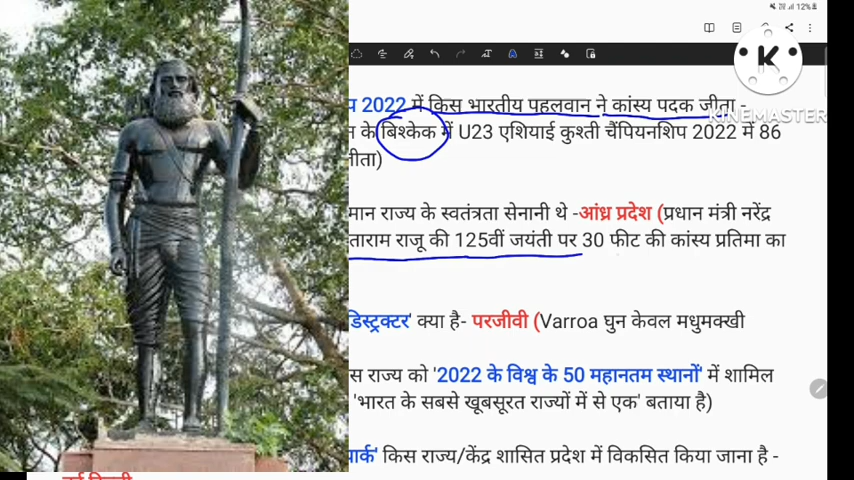 12%
K
KINEMASTER
प 2022 में किस भारतीय पहलवान ने कांस्य पदक जीता -
न के बिश्केक में U23 एशियाई कुश्ती चैंपियनशिप 2022 में 86
नीता)
मान राज्य के स्वतंत्रता सेनानी थे -आंध्र प्रदेश (प्रधान मंत्री नरेंद्र
ताराम राजू की 125वीं जयंती पर 30 फीट की कांस्य प्रतिमा का
डिस्ट्रक्टर' क्या है- परजीवी (Varroa घुन केवल मधुमक्खी
स राज्य को '2022 के विश्व के 50 महानतम स्थानों' में शामिल
'भारत के सबसे खूबसूरत राज्यों में से एक' बताया है)
पार्क' किस राज्य/केंद्र शासित प्रदेश में विकसित किया जाना है -